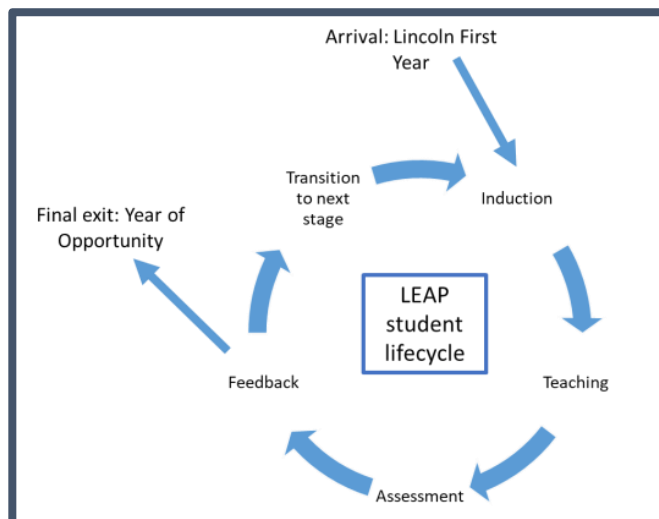 Arrival: Lincoln First
Year
Transition
to next
stage
Induction
Final exit: Year of
Opportunity
LEAP
student
lifecycle
Feedback
Teaching
Assessment